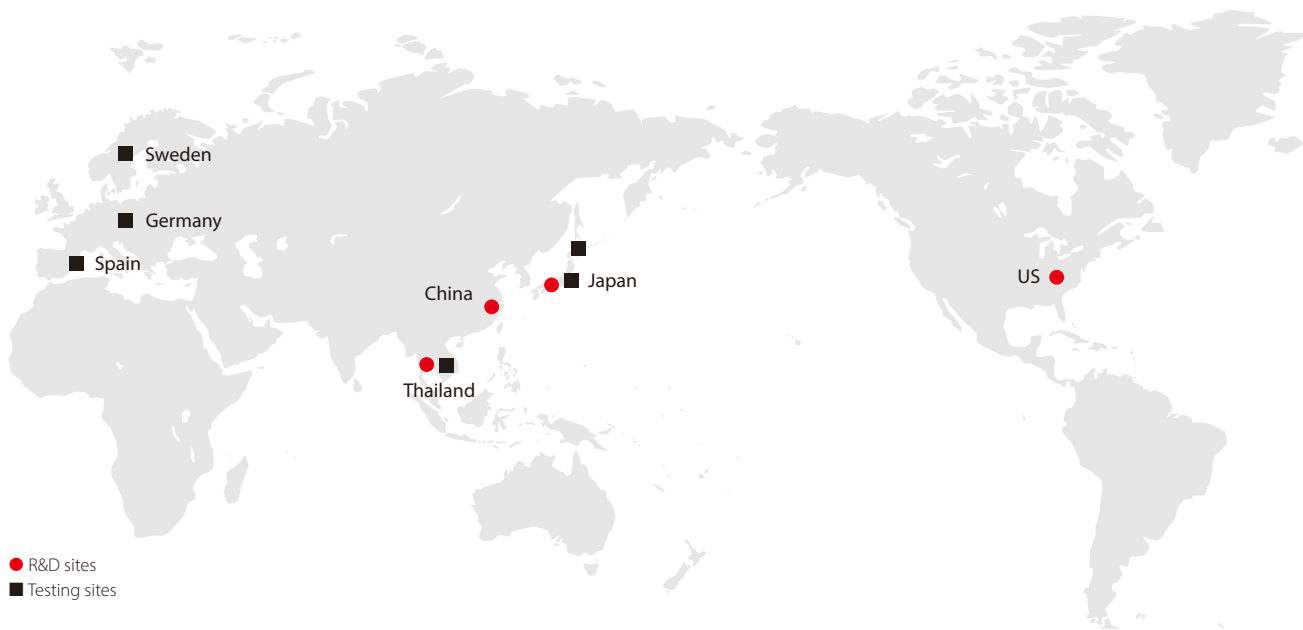 Sweden
Germany
Spain
China
Japan
US
Thailand
R&D sites
Testing sites